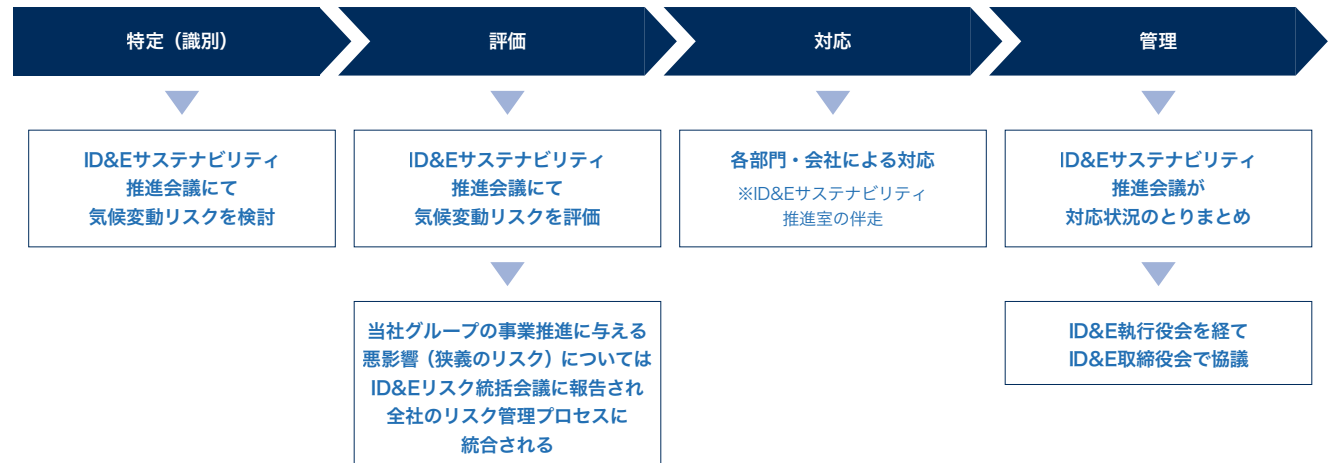 特定（識別）
評価
対応
管理
ID&Eサステナビリティ
推進会議にて
気候変動リスクを検討
ID&Eサステナビリティ
推進会議にて
気候変動リスクを評価
各部門・会社による対応
※ID&Eサステナビリティ
推進室の伴走
ID&Eサステナビリティ
推進会議が
対応状況のとりまとめ
当社グループの事業推進に与える
悪影響（狭義のリスク）については
ID&Eリスク統括会議に報告され
全社のリスク管理プロセスに
統合される
ID&E執行役会を経て
ID&E取締役会で協議